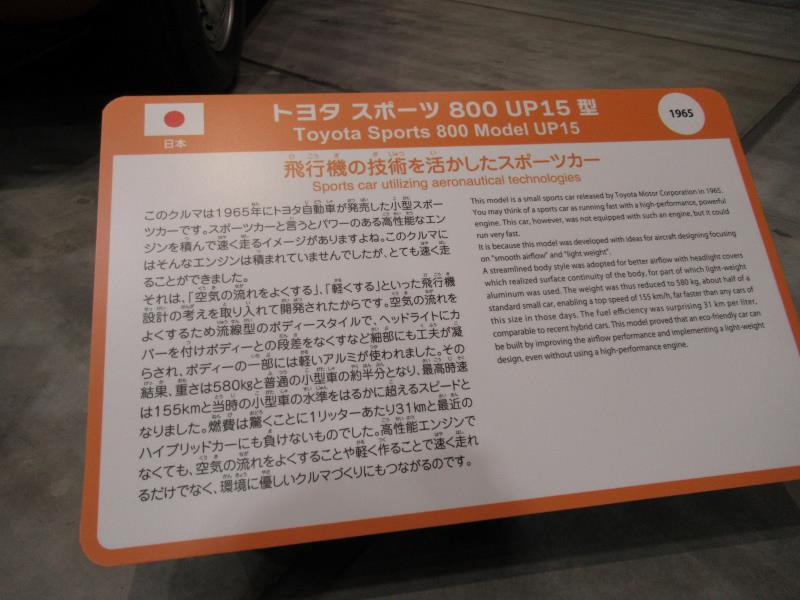 日本
トヨタ スポーツ 800 UP15 型
Toyota Sports 800 Model UP15
1965
飛行機の技術を活かしたスポーツカー
Sports car utilizing aeronautical technologies
このクルマは1965年にトヨタ自動車が発売した小型スポー
ツカーです。スポーツカーと言うとパワーのある高性能なエン
ジンを積んで速く走るイメージがありますよね。このクルマに
はそんなエンジンは積まれていませんでしたが、とても速く走
ることができました。
それは、「空気の流れをよくする」、「軽くする」といった飛行機
設計の考えを取り入れて開発されたからです。空気の流れを
よくするため流線型のボディースタイルで、ヘッドライトにカ
バーを付けボディーとの段差をなくすなど細部にも工夫が凝
らされ、ボディーの一部には軽いアルミが使われました。その
結果、重さは580㎏と普通の小型車の約半分となり、最高時速
は155kmと当時の小型車の水準をはるかに超えるスピードと
なりました。燃費は驚くことに1リッターあたり31㎞と最近の
ハイブリッドカーにも負けないものでした。高性能エンジンで
なくても、空気の流れをよくすることや軽く作ることで速く走れ
るだけでなく、環境に優しいクルマづくりにもつながるのです。
This model is a small sports car released by Toyota Motor Corporation in 1965.
You may think of a sports car as running fast with a high-performance, powerful
engine. This car, however, was not equipped with such an engine, but it could
run very fast.
It is because this model was developed with ideas for aircraft designing focusing
on "smooth airflow" and "light weight".
A streamlined body style was adopted for better airflow with headlight covers
which realized surface continuity of the body, for part of which light-weight
aluminum was used. The weight was thus reduced to 580 kg, about half of a
standard small car, enabling a top speed of 155 km/h, far faster than any cars of
this size in those days. The fuel efficiency was surprising 31 km per liter,
comparable to recent hybrid cars. This model proved that an eco-friendly car can
be built by improving the airflow performance and implementing a light-weight
design, even without using a high-performance engine.